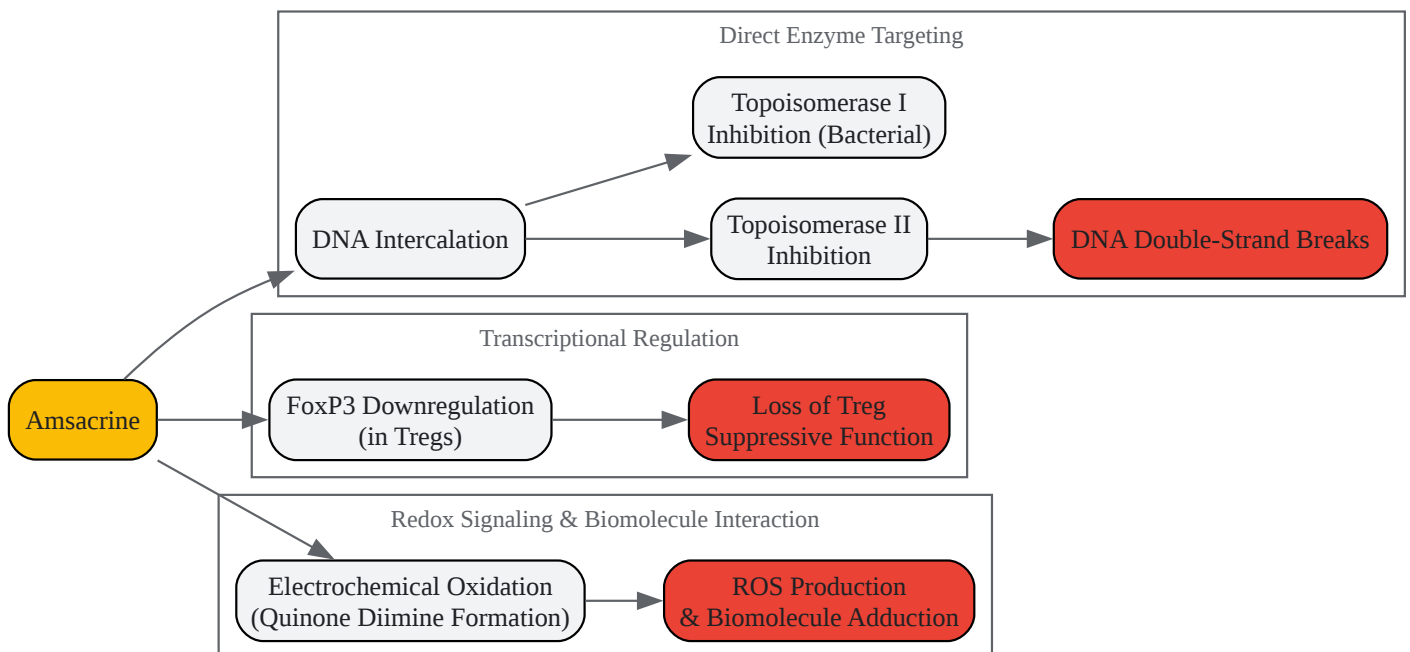 Direct Enzyme Targeting
Topoisomerase I
Inhibition (Bacterial)
DNA Intercalation
Topoisomerase II
Inhibition
DNA Double-Strand Breaks
Transcriptional Regulation
Amsacrine
FoxP3 Downregulation
(in Tregs)
Loss of Treg
Suppressive Function
Redox Signaling & Biomolecule Interaction
Electrochemical Oxidation
(Quinone Diimine Formation)
ROS Production
& Biomolecule Adduction